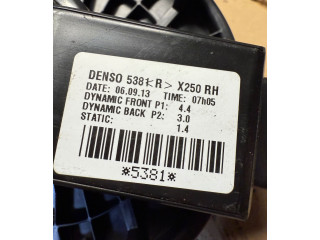 DENSO 5381<R> X250 RH
DATE: 06.09.13 TIME: 07h05
DYNAMIC FRONT P1: 4.4
DYNAMIC BACK P2: 3.0
STATIC: 1.4
*5381*